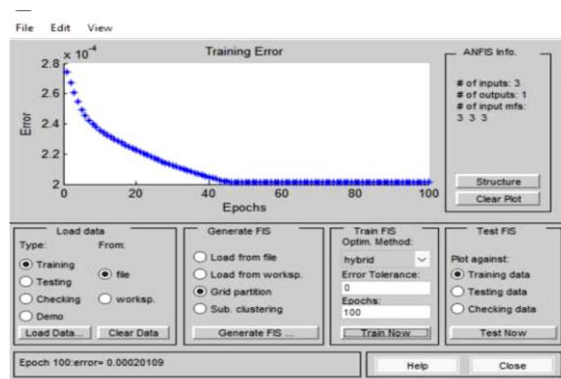 File Edit View
Training Error
× 10⁻⁴
2.8
2.6
2.4
2.2
2
Error
0 20 40 60 80 100
Epochs
ANFIS Info.
# of inputs: 3
# of outputs: 1
# of input mfs:
3 3 3
Structure
Clear Plot
Load data
Type: From:
Training
Testing
Checking
Demo
file
worksp.
Load Data... Clear Data
Generate FIS
Load from file
Load from worksp.
Grid partition
Sub. clustering
Generate FIS ...
Train FIS
Optim. Method:
hybrid
Error Tolerance:
0
Epochs:
100
Train Now
Test FIS
Plot against:
Training data
Testing data
Checking data
Test Now
Epoch 100:error= 0.00020109
Help Close